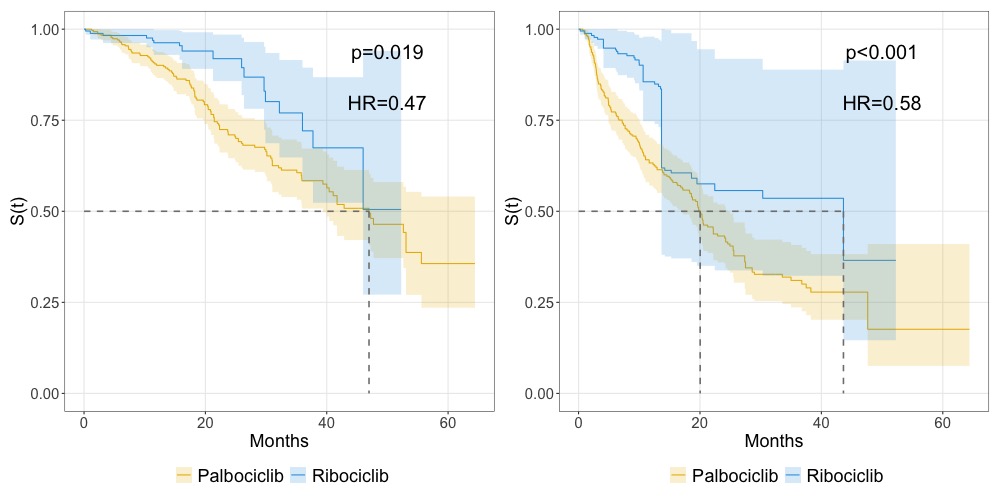 1.00
0.75
0.50
0.25
0.00
S(t)
p=0.019
HR=0.47
0 20 40 60
Months
Palbociclib Ribociclib
1.00
0.75
0.50
0.25
0.00
S(t)
p<0.001
HR=0.58
0 20 40 60
Months
Palbociclib Ribociclib